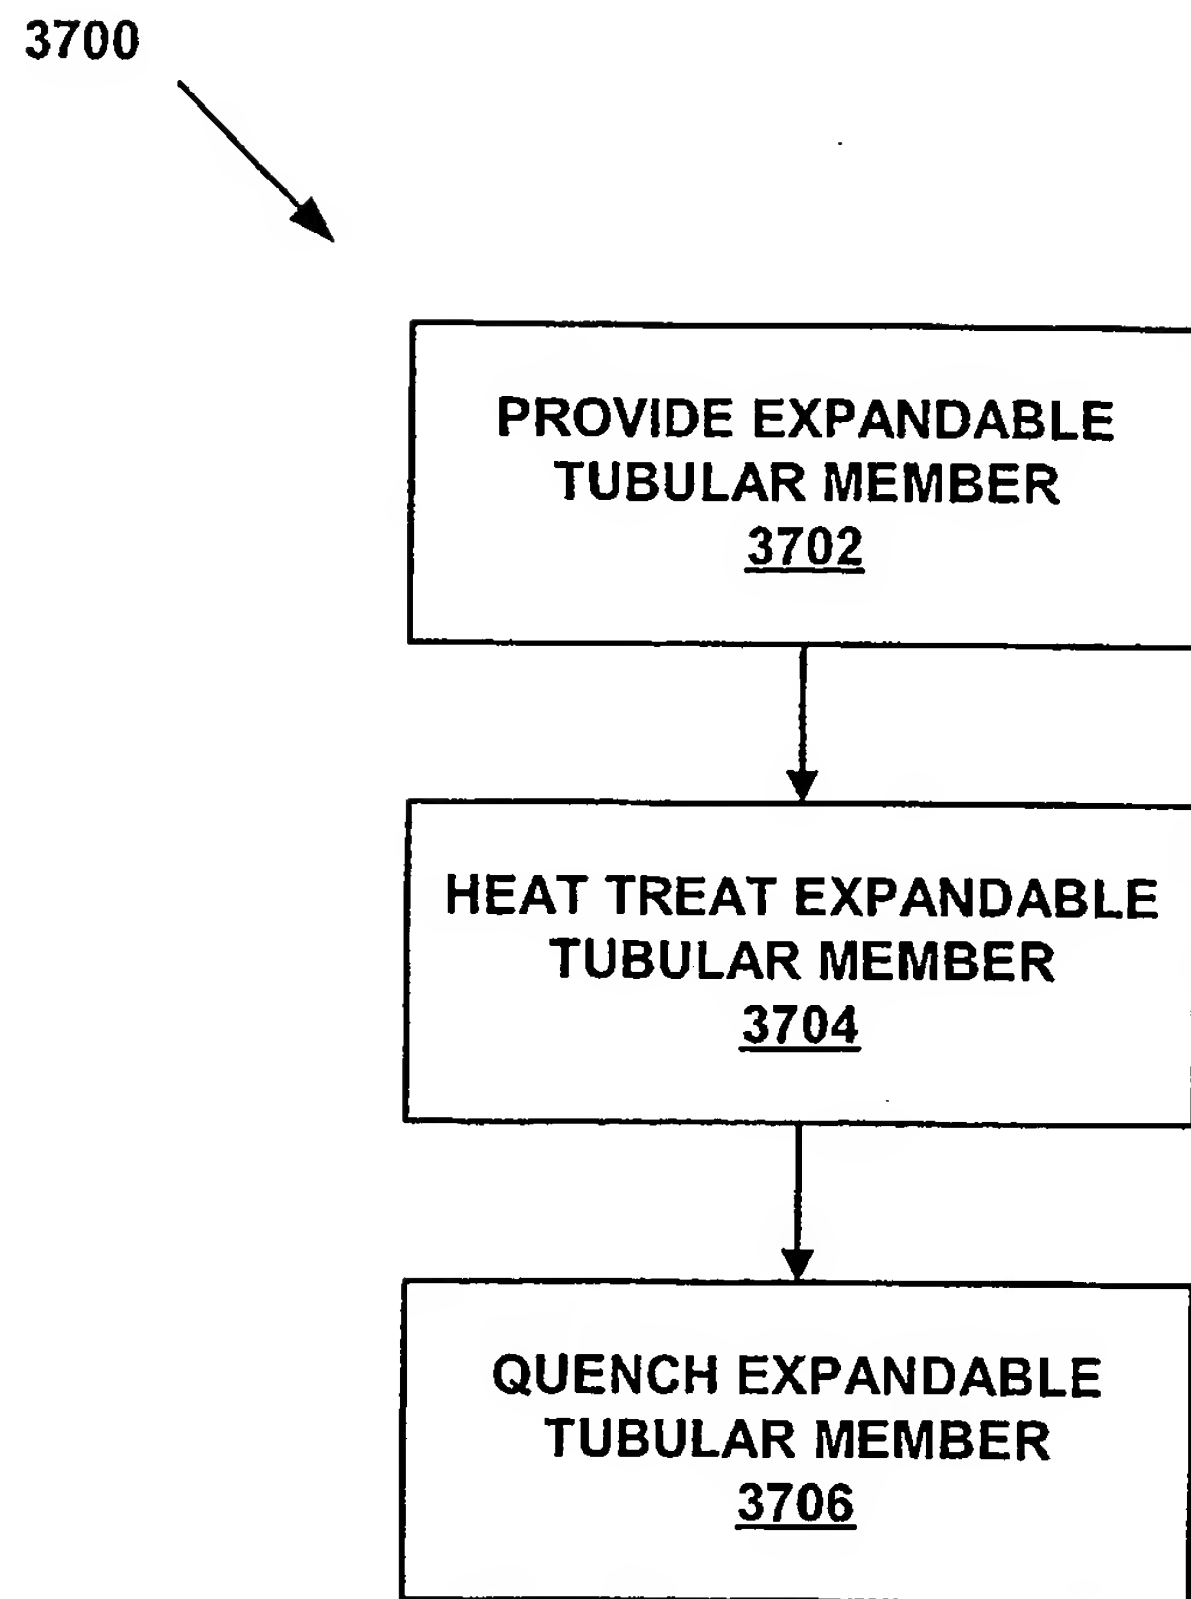 3700
PROVIDE EXPANDABLE
TUBULAR MEMBER
3702
HEAT TREAT EXPANDABLE
TUBULAR MEMBER
3704
QUENCH EXPANDABLE
TUBULAR MEMBER
3706